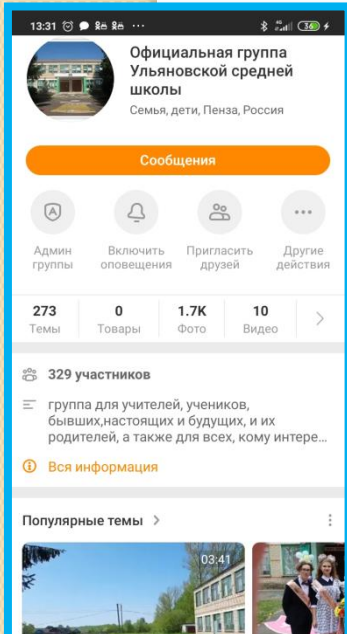 13:31
36
Официальная группа
Ульяновской средней
школы
Семья, дети, Пенза, Россия
Сообщения
Админ группы
Включить оповещения
Пригласить друзей
Другие действия
273 0 1.7K 10
Темы Товары Фото Видео
329 участников
группа для учителей, учеников,
бывших,настоящих и будущих, и их
родителей, а также для всех, кому интере...
Вся информация
Популярные темы
03:41